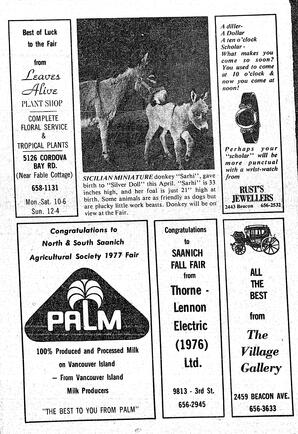 Best of Luck
to the Fair
from
Leaves
Alive
PLANT SHOP
COMPLETE
FLORAL SERVICE
&
TROPICAL PLANTS
5126 CORDOVA
BAY RD.
(Near Fable Cottage)
658-1131
Mon.-Sat. 10-6
Sun. 12-4
SICILIAN MINIATURE donkey "Sarhi", gave
birth to "Silver Doll" this April. "Sarhi" is 33
inches high, and her foal is just 21" high at
birth. Some animals are as friendly as dogs but
are plucky little work beasts. Donkey will be on
view at the Fair.
A diller-
A Dollar
A ten o'clock
Scholar -
What makes you
come so soon?
You used to come
at 10 o'clock &
now you come at
noon!
Perhaps your
"scholar" will be
more punctual
with a wrist-watch
from
RUST'S
JEWELLERS
2443 Beacon 656-2532
Congratulations to
North & South Saanich
Agricultural Society 1977 Fair
PALM
100% Produced and Processed Milk
on Vancouver Island
- From Vancouver Island
Milk Producers
"THE BEST TO YOU FROM PALM"
Congratulations
to
SAANICH
FALL FAIR
from
Thorne -
Lennon
Electric
(1976)
Ltd.
9813 - 3rd St.
656-2945
ALL
THE
BEST
from
The
Village
Gallery
2459 BEACON AVE.
656-3633